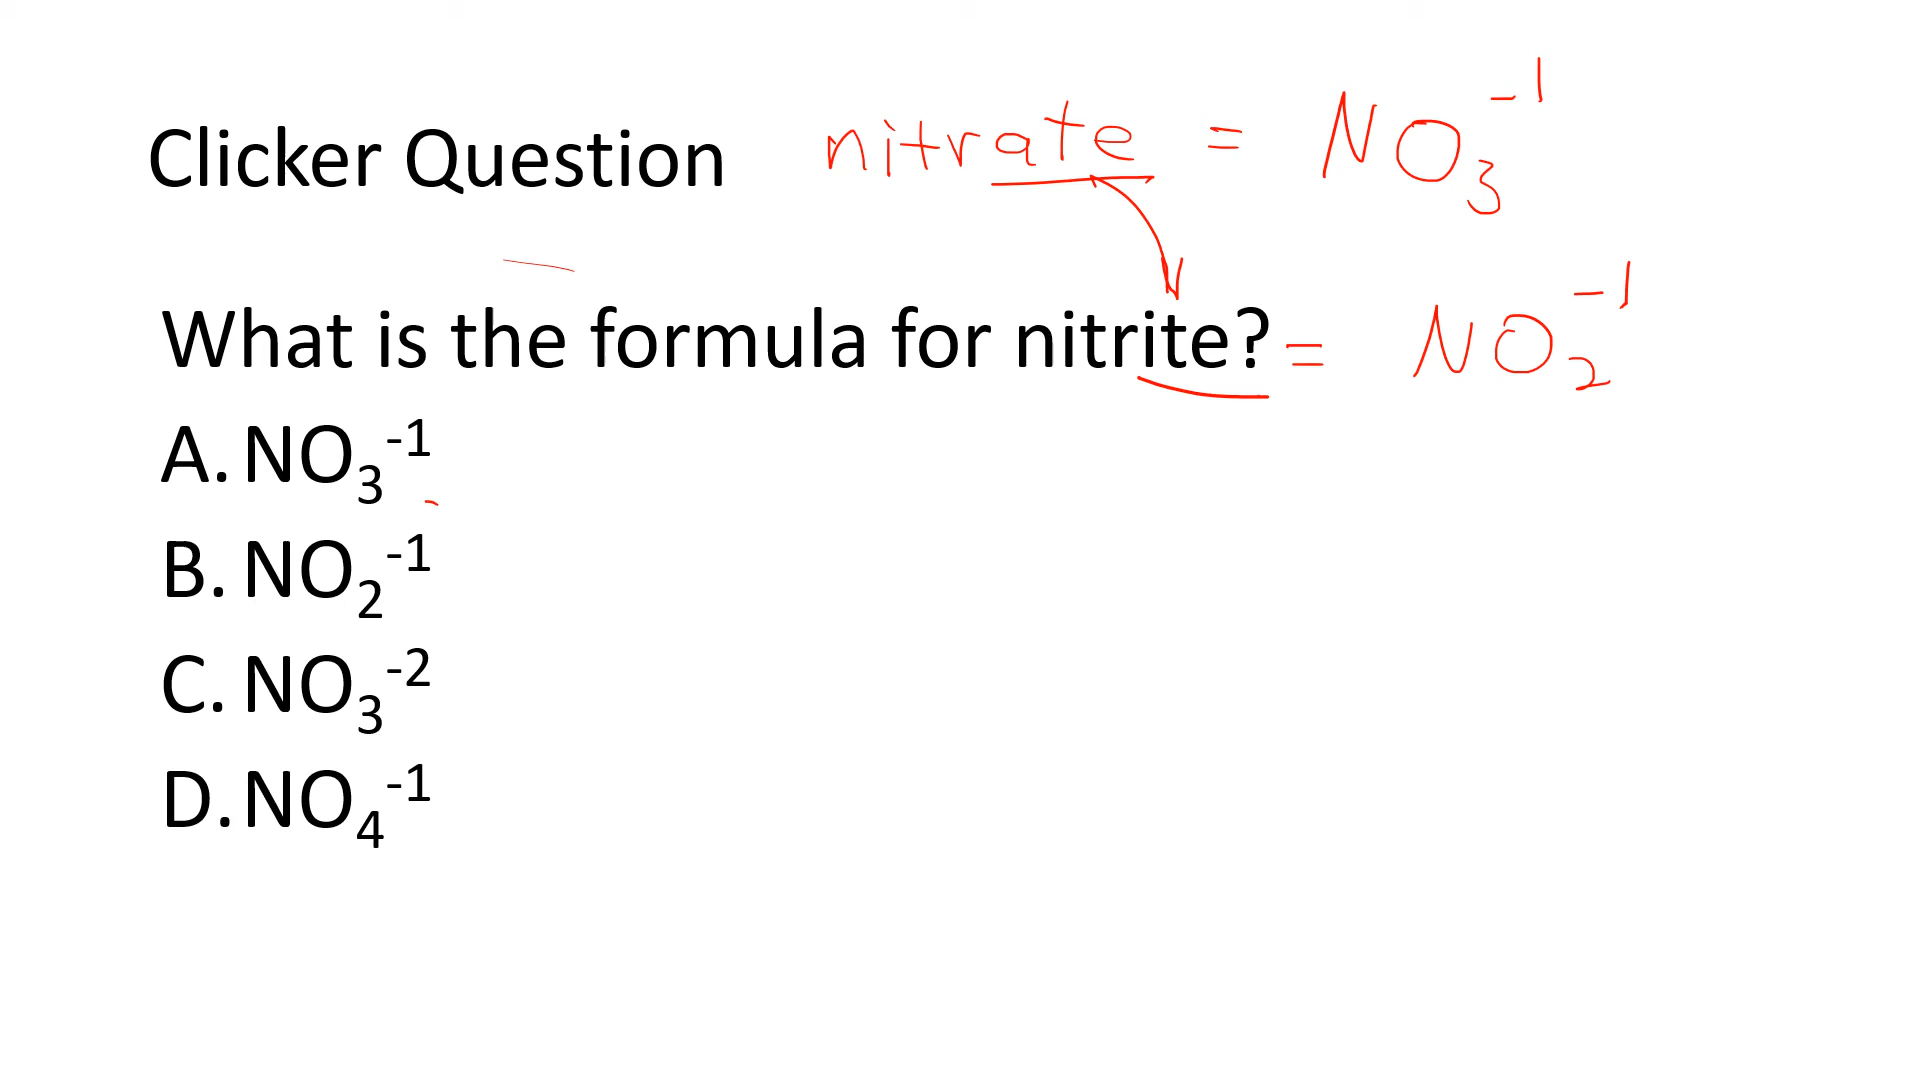 Clicker Question nitrate = NO₃⁻¹
What is the formula for nitrite? = NO₂⁻¹
A. NO₃⁻¹
B. NO₂⁻¹
C. NO₃⁻²
D. NO₄⁻¹